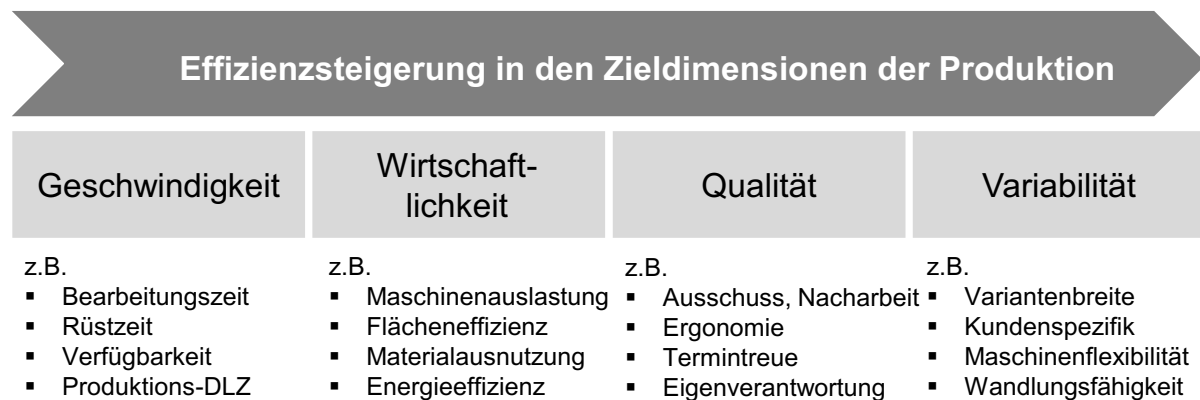 Effizienzsteigerung in den Zieldimensionen der Produktion
Geschwindigkeit
Wirtschaft-
lichkeit
Qualität
Variabilität
z.B.
▪ Bearbeitungszeit
▪ Rüstzeit
▪ Verfügbarkeit
▪ Produktions-DLZ
z.B.
▪ Maschinenauslastung
▪ Flächeneffizienz
▪ Materialausnutzung
▪ Energieeffizienz
z.B.
▪ Ausschuss, Nacharbeit
▪ Ergonomie
▪ Termintreue
▪ Eigenverantwortung
z.B.
▪ Variantenbreite
▪ Kundenspezifik
▪ Maschinenflexibilität
▪ Wandlungsfähigkeit